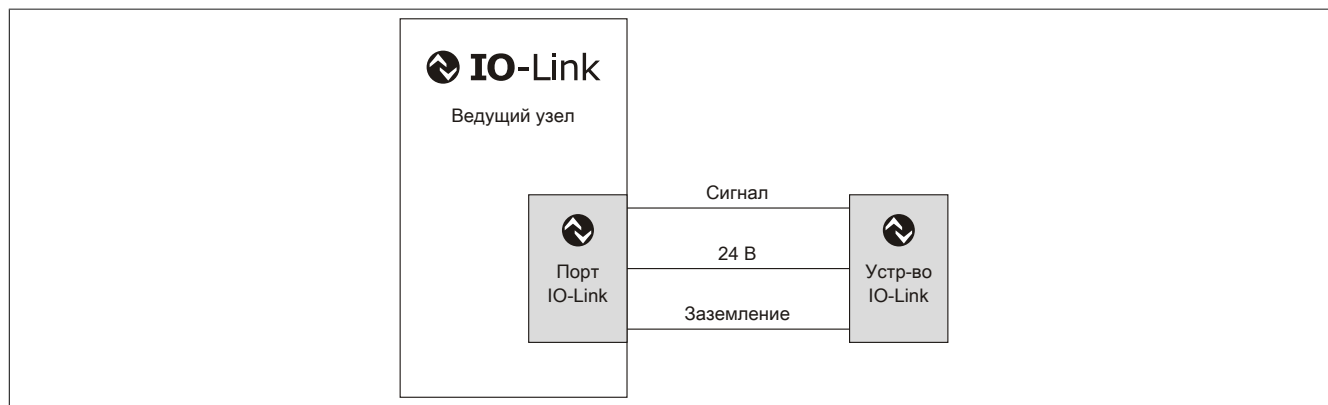 IO-Link
Ведущий узел
Сигнал
24 В
Заземление
Порт
IO-Link
Устр-во
IO-Link